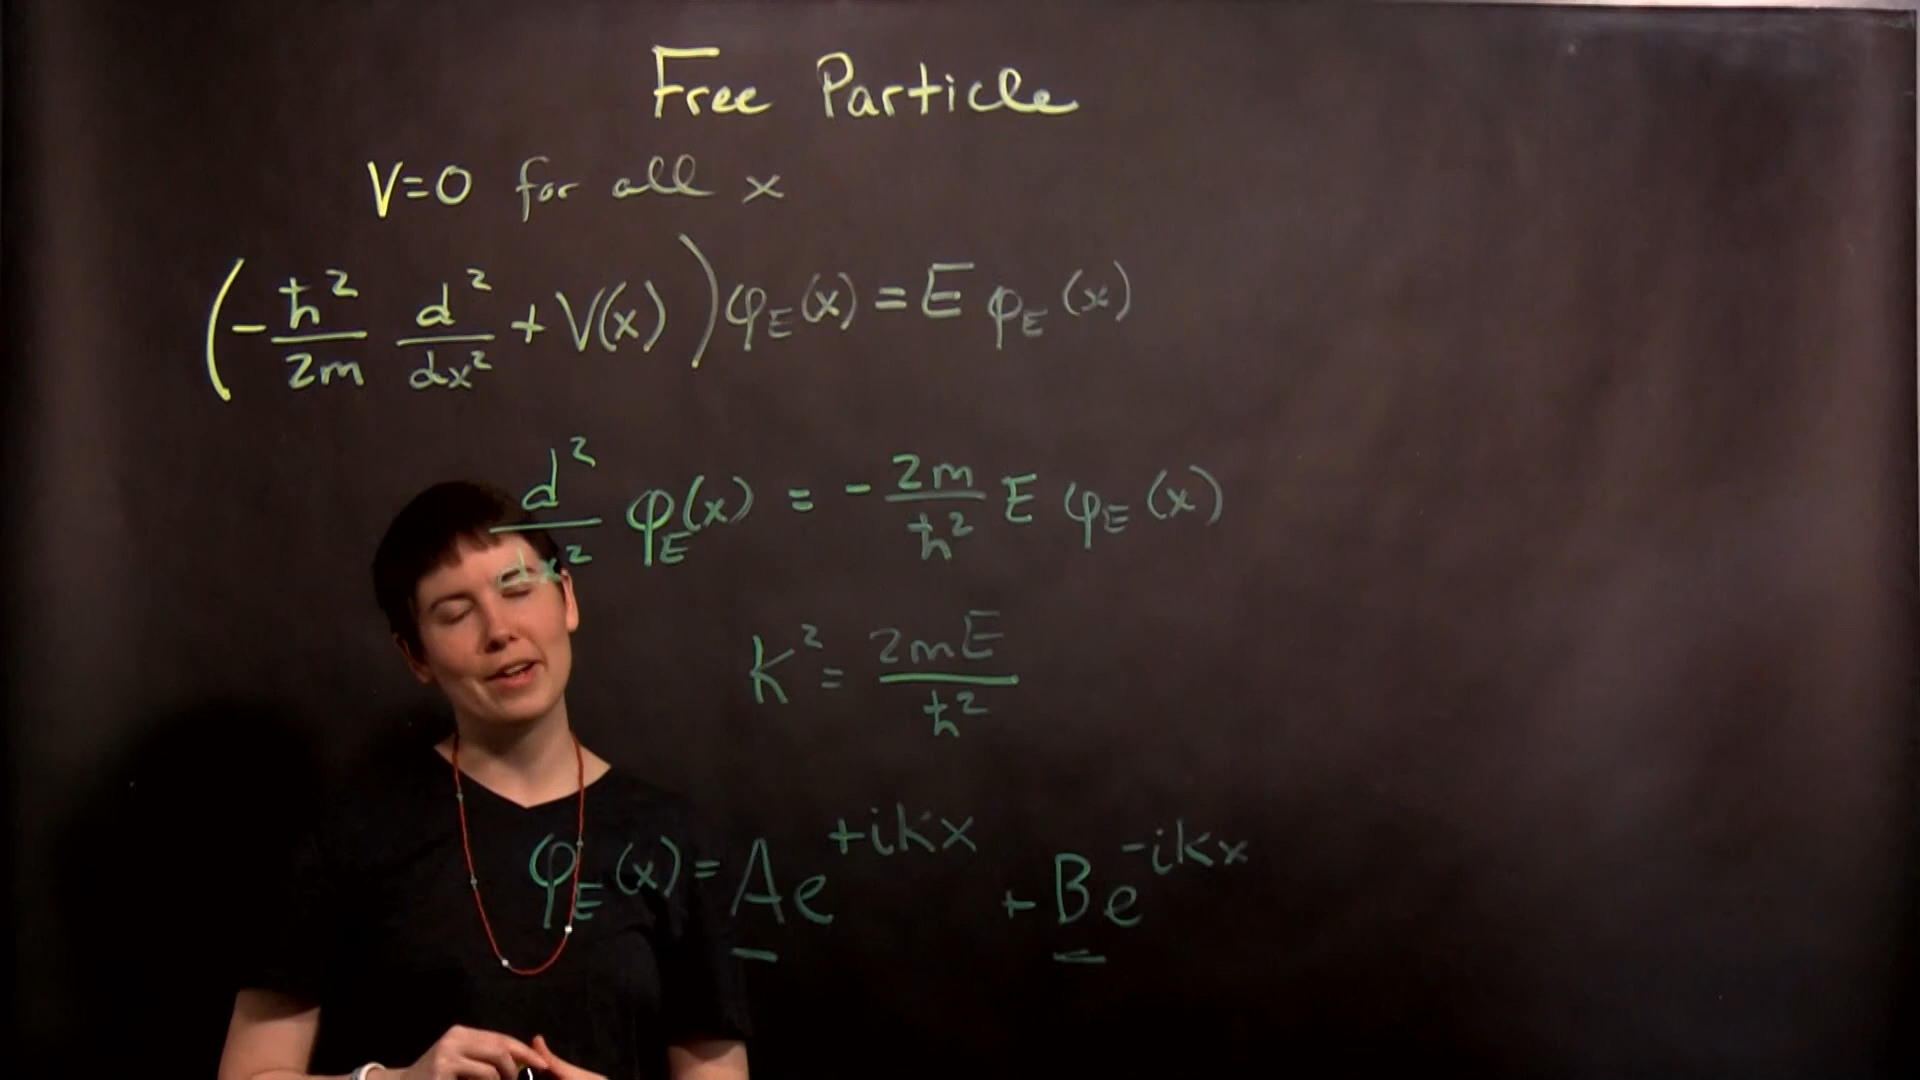 Free Particle
V=0 for all x
(-ħ²/2m d²/dx² + V(x)) φ_E(x) = E φ_E(x)
d²/dx² φ_E(x) = - 2m/ħ² E φ_E(x)
k² = 2mE/ħ²
φ_E(x) = Ae^{+ikx} + Be^{-ikx}